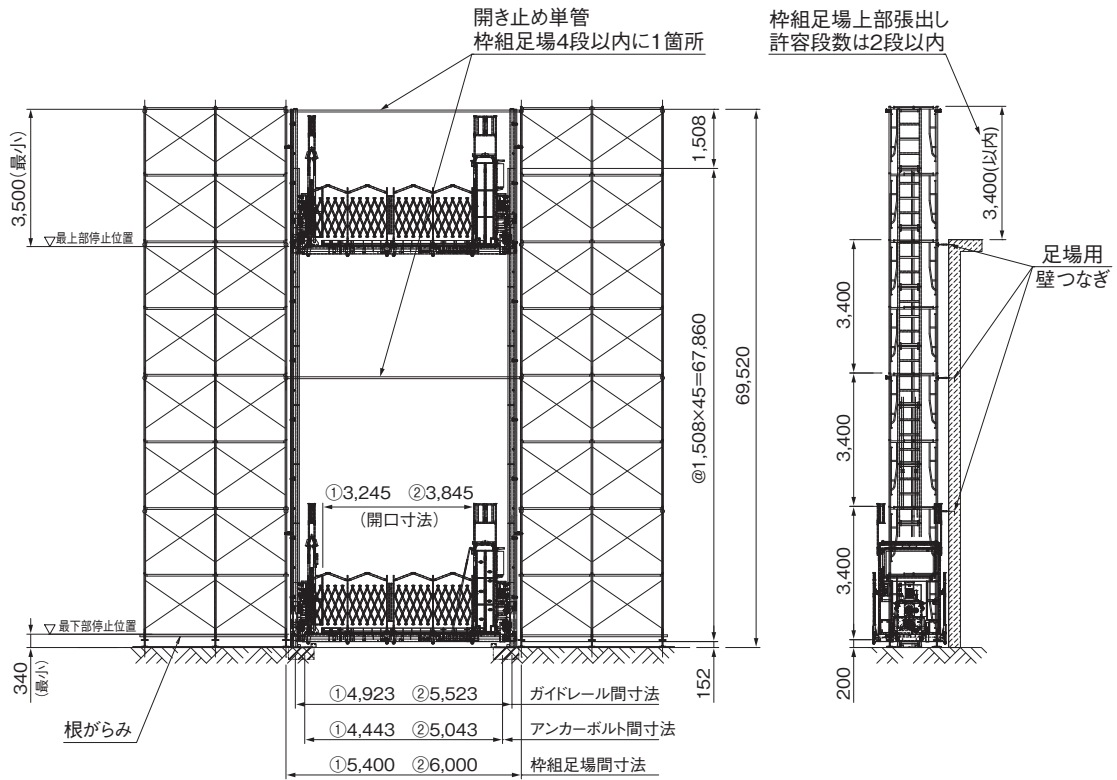 開き止め単管
枠組足場4段以内に1箇所
枠組足場上部張出し
許容段数は2段以内
3,500(最小)
1,508
3,400(以内)
▽最上部停止位置
足場用
壁つなぎ
3,400
@1,508×45=67,860
69,520
3,400
①3,245 ②3,845
(開口寸法)
3,400
▽最下部停止位置
340
(最小)
152
200
①4,923 ②5,523 ガイドレール間寸法
根がらみ
①4,443 ②5,043 アンカーボルト間寸法
①5,400 ②6,000 枠組足場間寸法